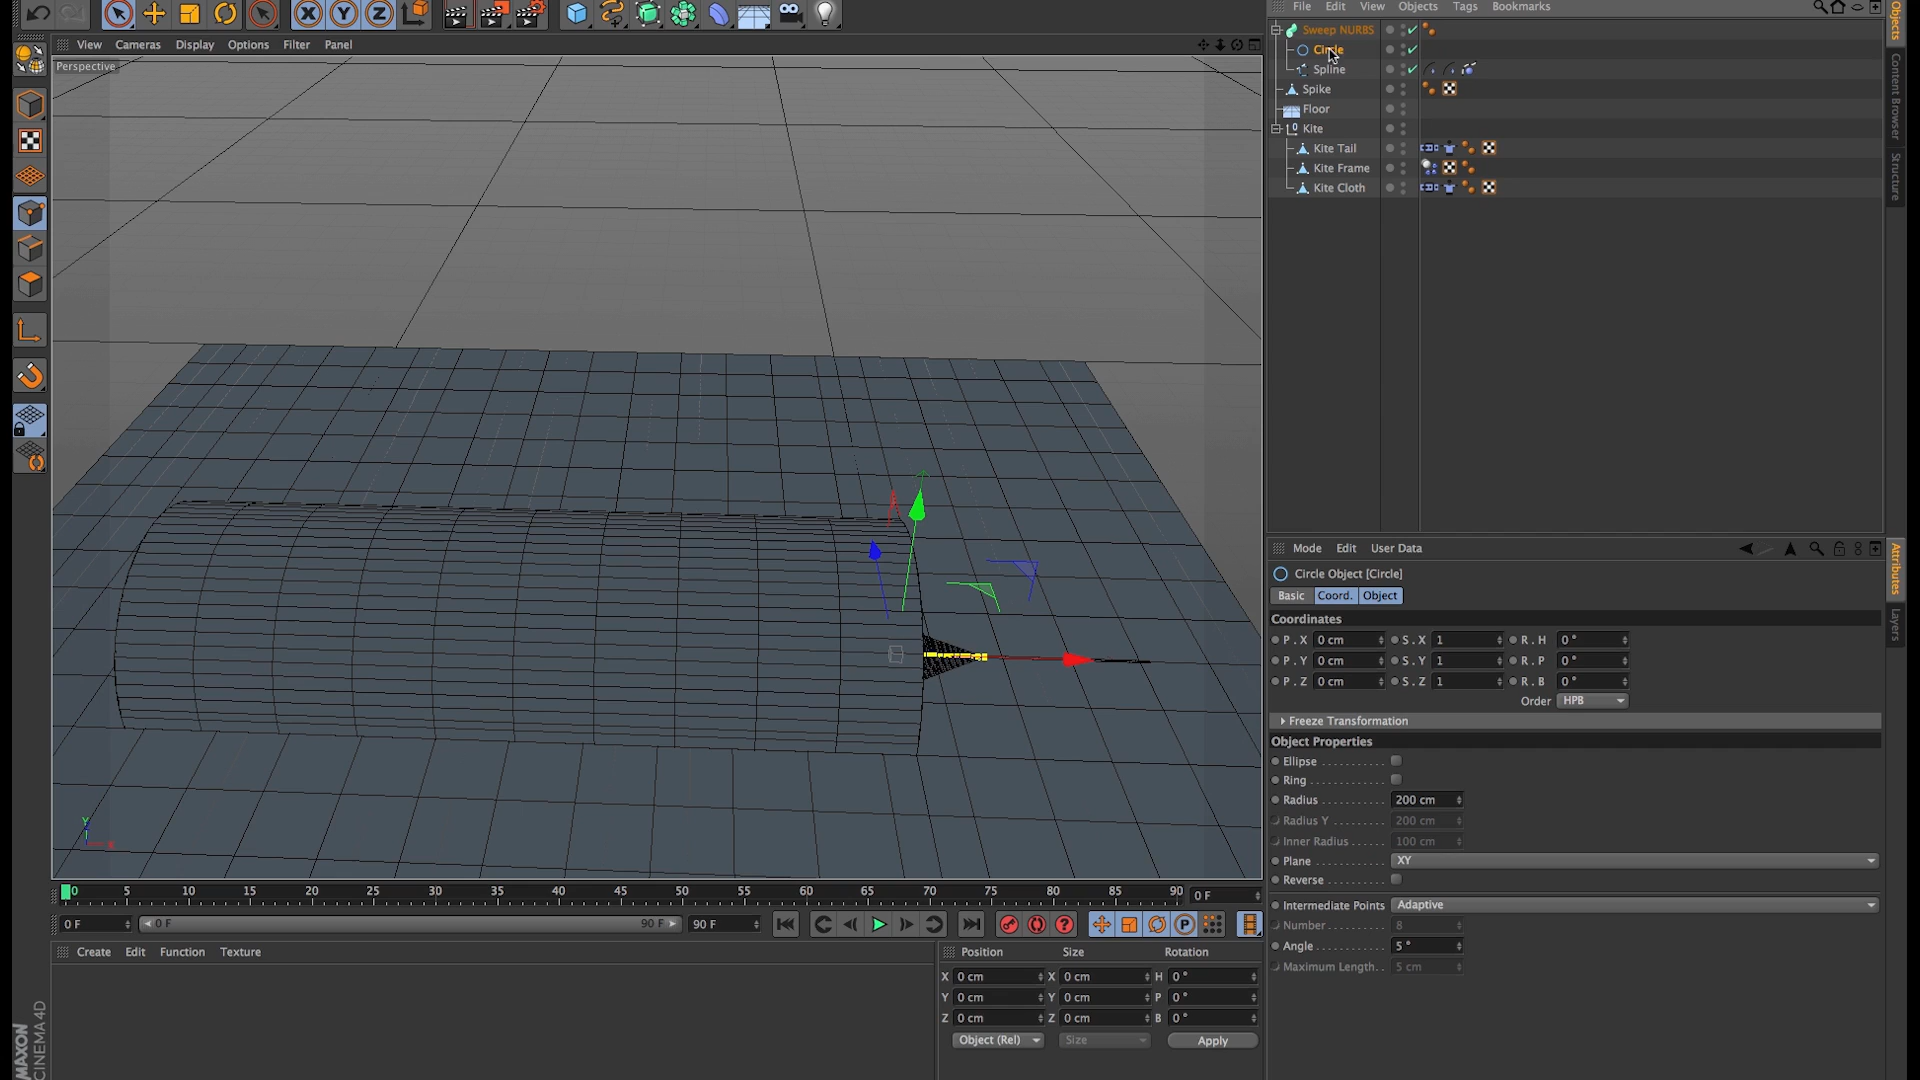 File Edit View Objects Tags Bookmarks
View Cameras Display Options Filter Panel
Perspective
Sweep NURBS
Circle
Spline
Spike
Floor
Kite
Kite Tail
Kite Frame
Kite Cloth
Objects
Content Browser
Structure
Mode Edit User Data
Circle Object [Circle]
Basic Coord. Object
Coordinates
P . X 0 cm S . X 1 R . H 0 °
P . Y 0 cm S . Y 1 R . P 0 °
P . Z 0 cm S . Z 1 R . B 0 °
Order HPB
Freeze Transformation
Object Properties
Ellipse . . . . . . . . . .
Ring . . . . . . . . . . . .
Radius . . . . . . . . . . 200 cm
Radius Y . . . . . . . . 200 cm
Inner Radius . . . . . 100 cm
Plane . . . . . . . . . . . XY
Reverse . . . . . . . . .
Intermediate Points Adaptive
Number . . . . . . . . . 8
Angle . . . . . . . . . . . 5 °
Maximum Length. . 5 cm
Attributes
Layers
Y
0 5 10 15 20 25 30 35 40 45 50 55 60 65 70 75 80 85 90 0 F
0 F 0 F 90 F 90 F
Create Edit Function Texture
Position Size Rotation
X 0 cm X 0 cm H 0 °
Y 0 cm Y 0 cm P 0 °
Z 0 cm Z 0 cm B 0 °
Object (Rel) Size Apply
MAXON
CINEMA 4D